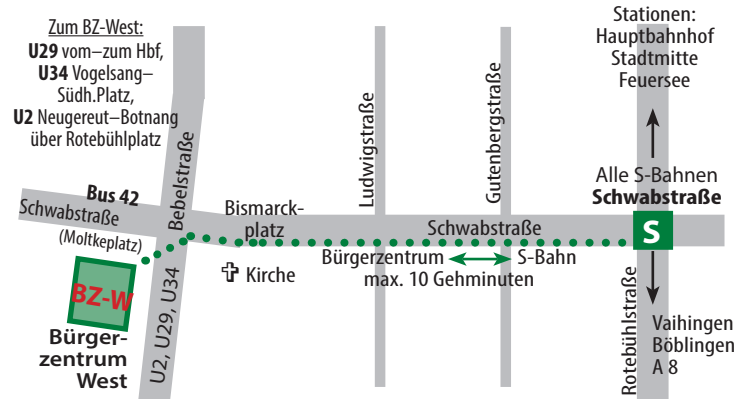 Zum BZ-West:
U29 vom–zum Hbf,
U34 Vogelsang–
Südh.Platz,
U2 Neugereut–Botnang
über Rotebühlplatz
Bebelstraße
Bus 42
Schwabstraße
(Moltkeplatz)
BZ-W
Bürger-
zentrum
West
U2, U29, U34
Bismarck-
platz
Kirche
Ludwigstraße
Gutenbergstraße
Schwabstraße
Bürgerzentrum
S-Bahn
max. 10 Gehminuten
Stationen:
Hauptbahnhof
Stadtmitte
Feuersee
Alle S-Bahnen
Schwabstraße
S
Rotebühlstraße
Vaihingen
Böblingen
A 8